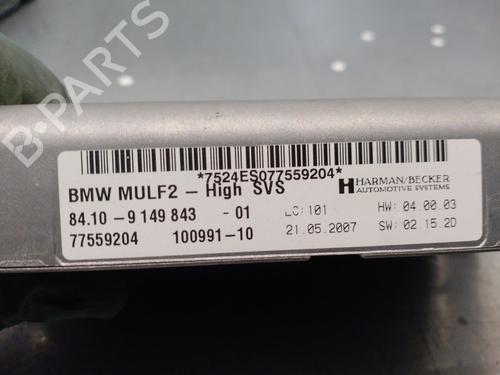 B-PARTS
*7524ES077559204*
BMW MULF2 – High SVS
HARMAN/BECKER
AUTOMOTIVE SYSTEMS
84.10 –9 149 843 - 01 LC:101 HW: 04.00.03
77559204 100991–10 21.05.2007 SW: 02.15.2D